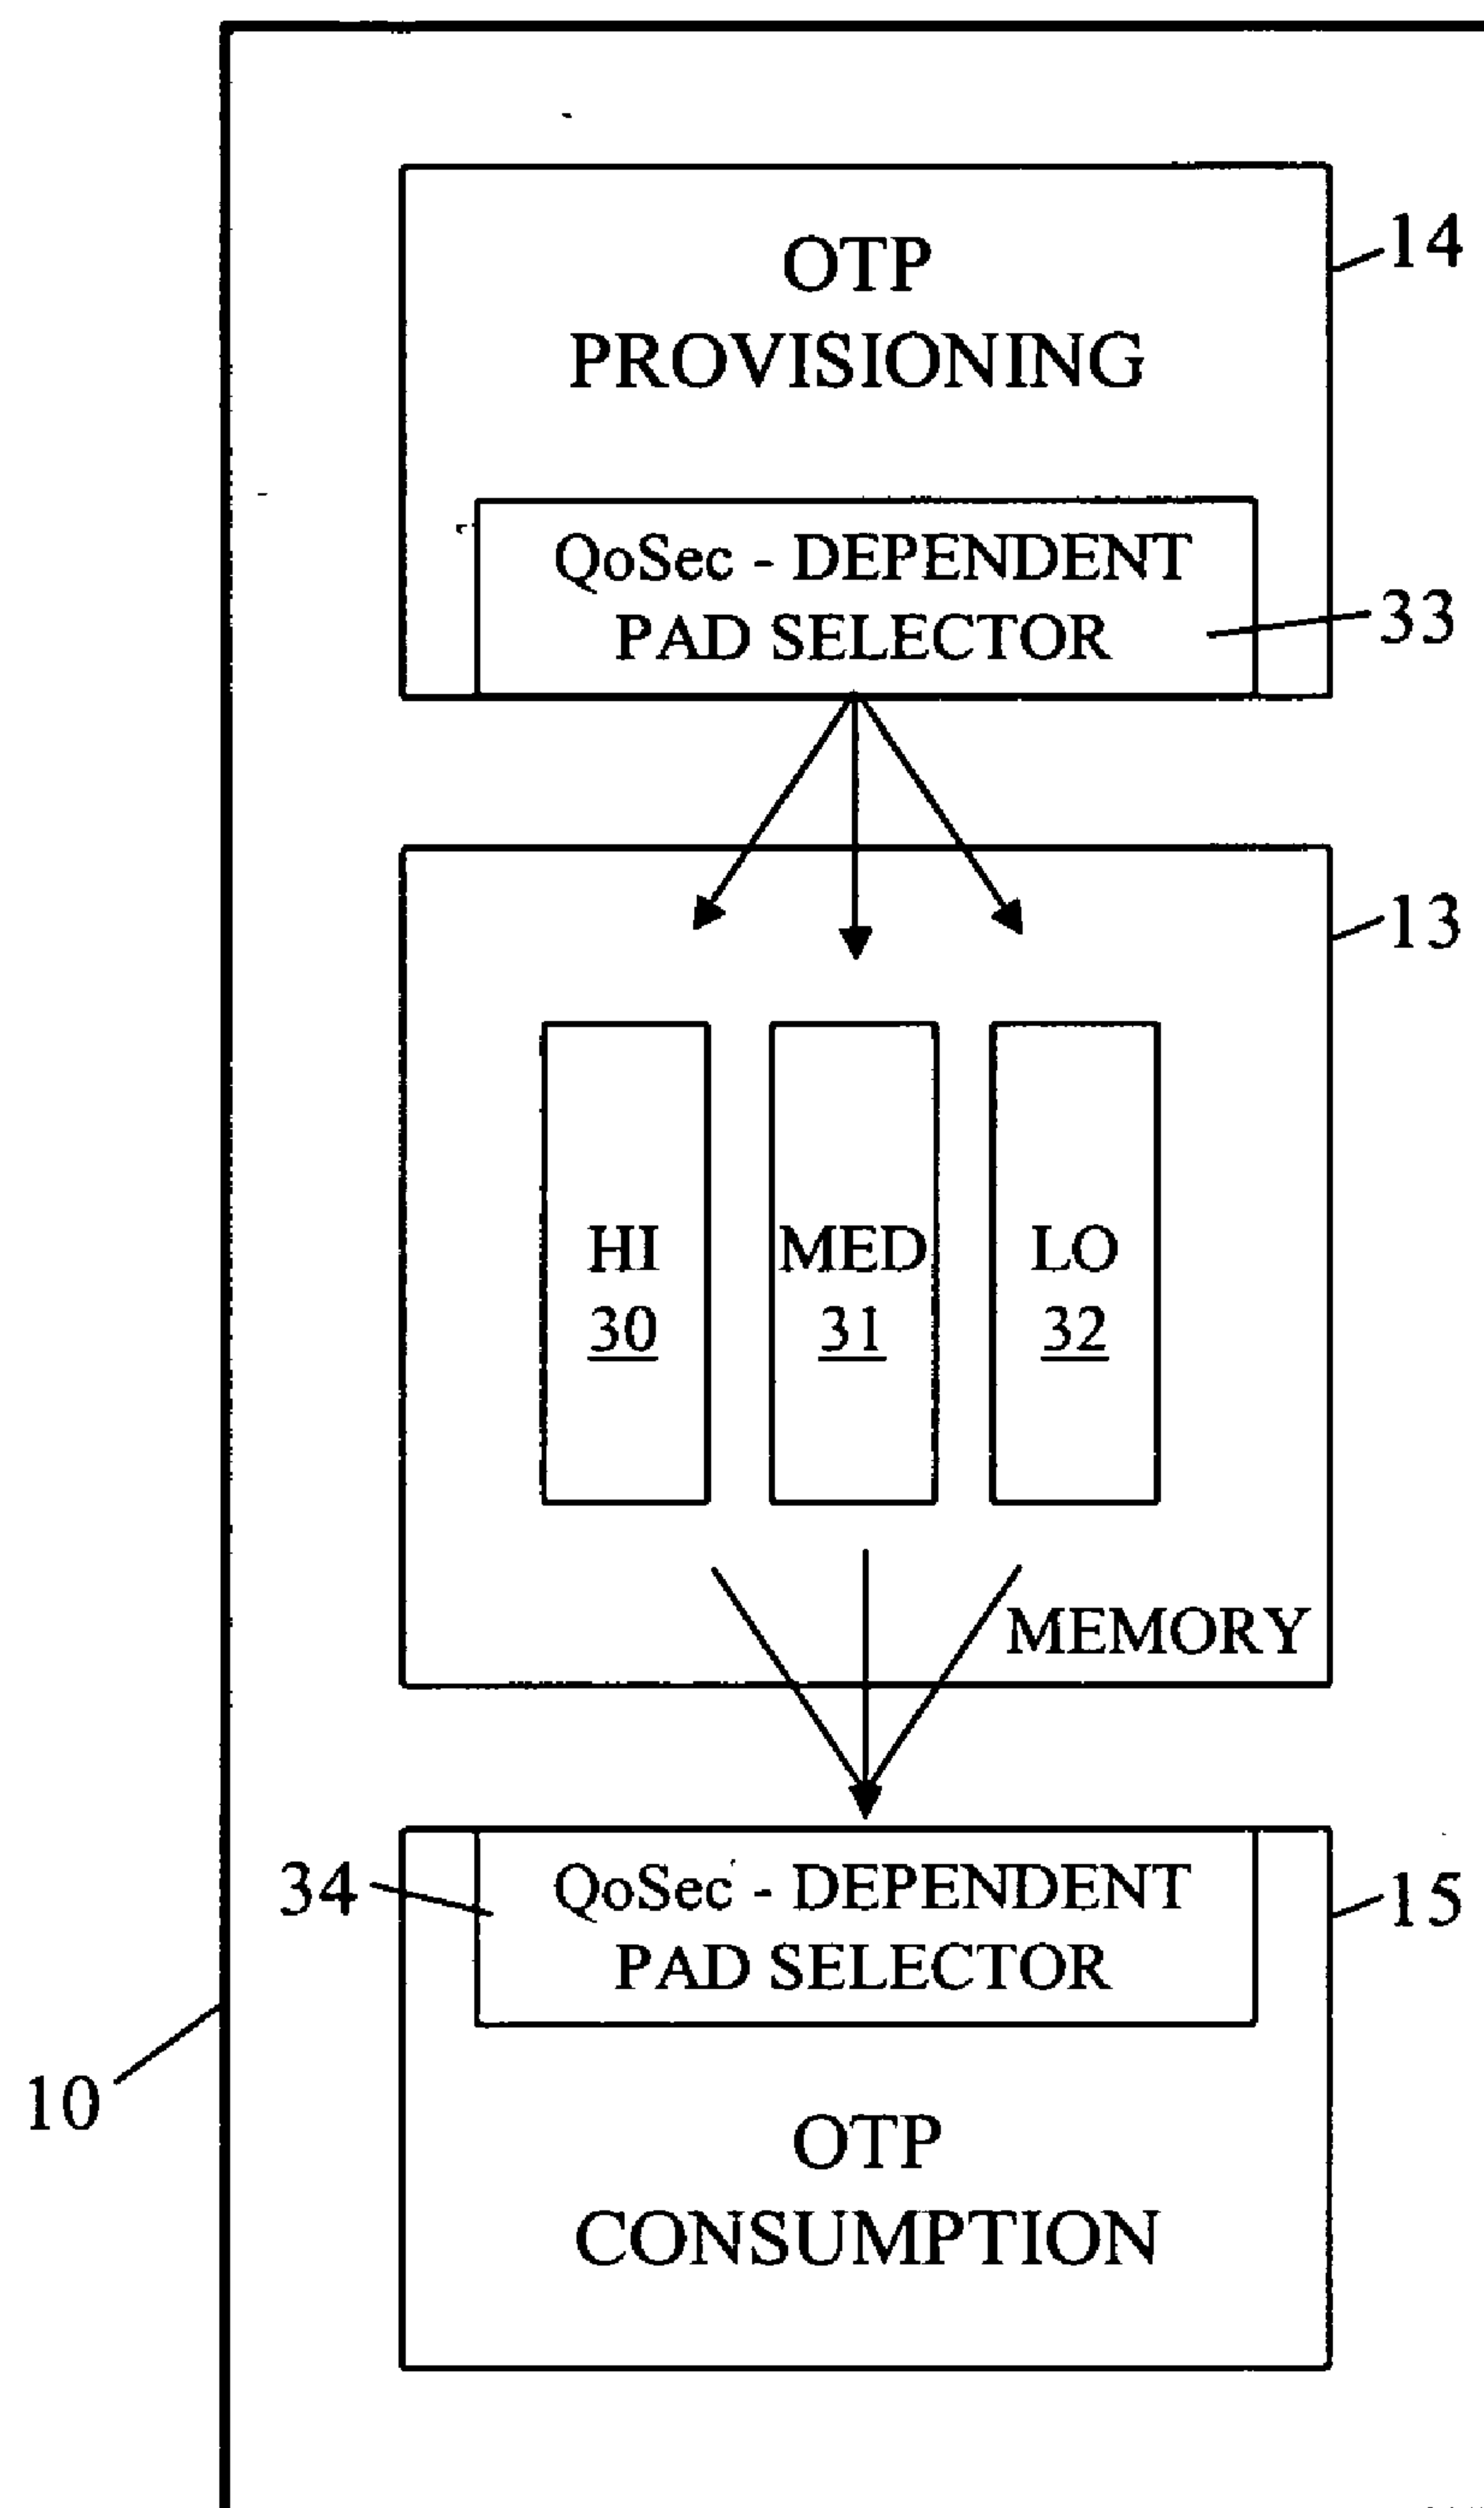 OTP
PROVISIONING
14
QoSec - DEPENDENT
PAD SELECTOR
33
13
HI
30
MED
31
LO
32
MEMORY
34
QoSec - DEPENDENT
PAD SELECTOR
15
10
OTP
CONSUMPTION